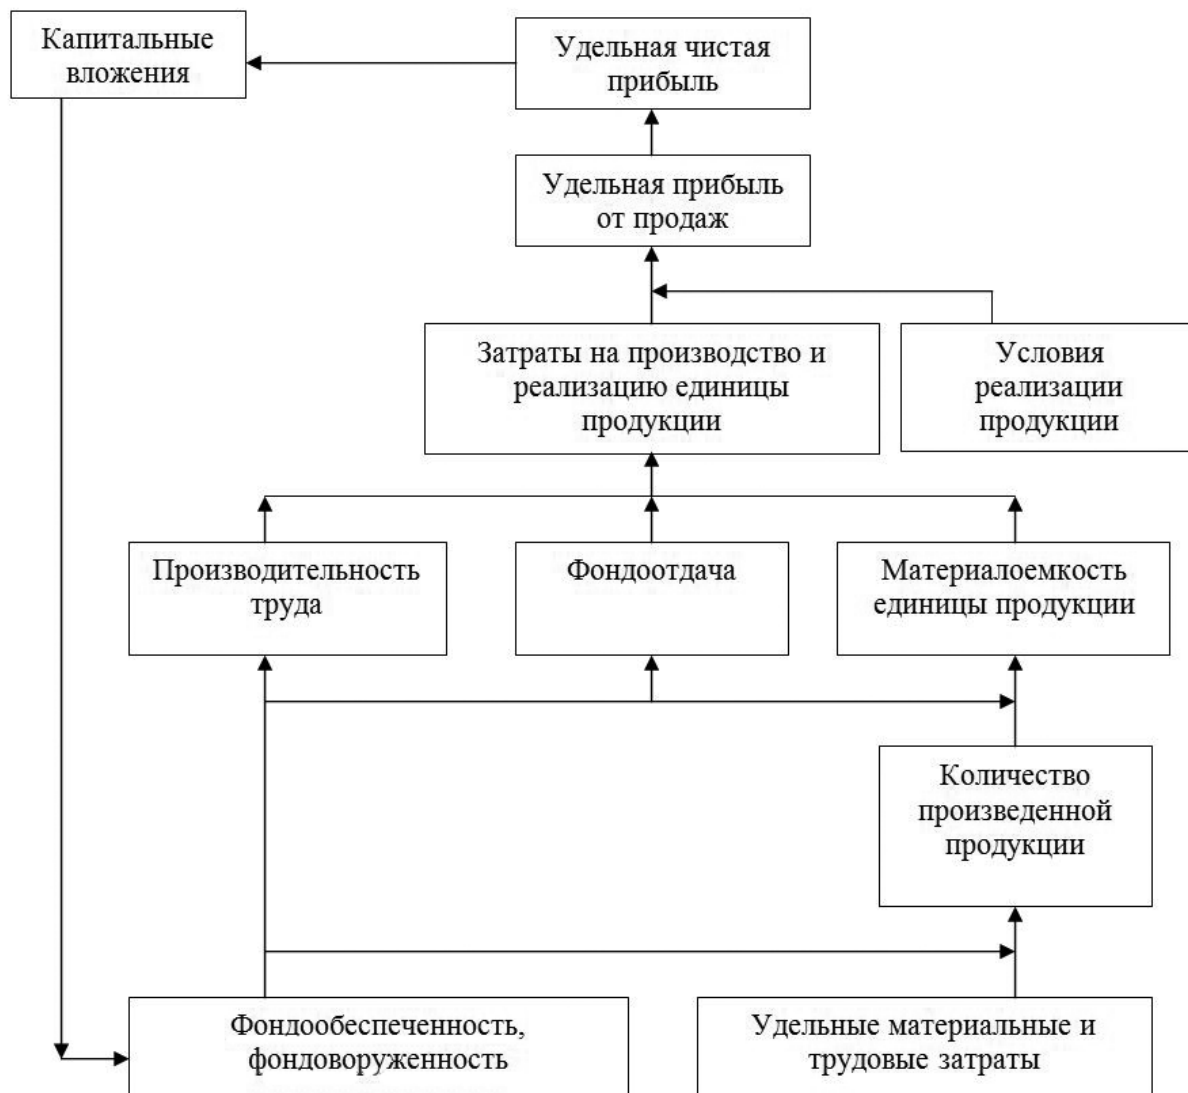 Капитальные
вложения
Удельная чистая
прибыль
Удельная прибыль
от продаж
Затраты на производство и
реализацию единицы
продукции
Условия
реализации
продукции
Производительность
труда
Фондоотдача
Материалоемкость
единицы продукции
Количество
произведенной
продукции
Фондообеспеченность,
фондоворуженность
Удельные материальные и
трудовые затраты